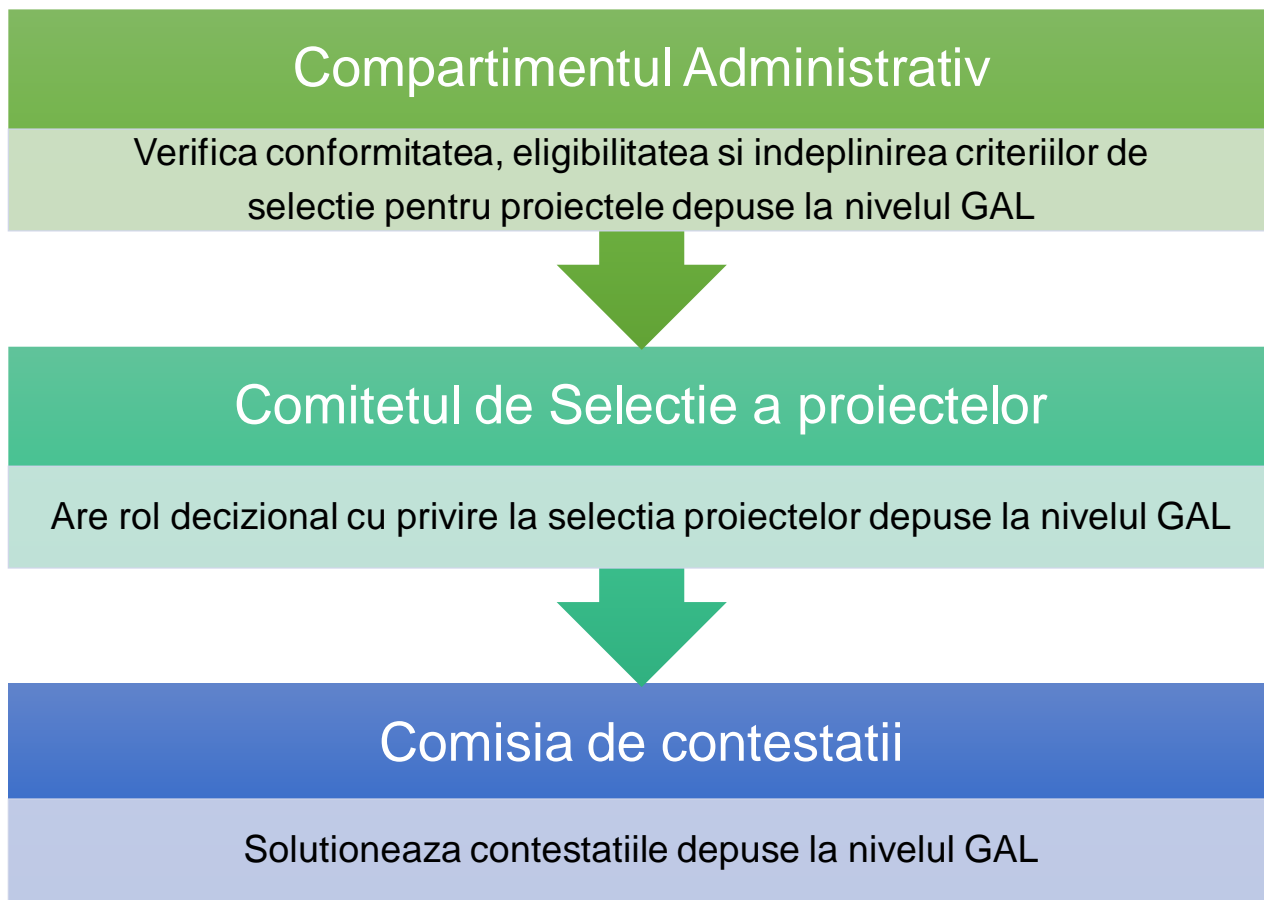 Compartimentul Administrativ
Verifica conformitatea, eligibilitatea si indeplinirea criteriilor de
selectie pentru proiectele depuse la nivelul GAL
Comitetul de Selectie a proiectelor
Are rol decizional cu privire la selectia proiectelor depuse la nivelul GAL
Comisia de contestatii
Solutioneaza contestatiile depuse la nivelul GAL